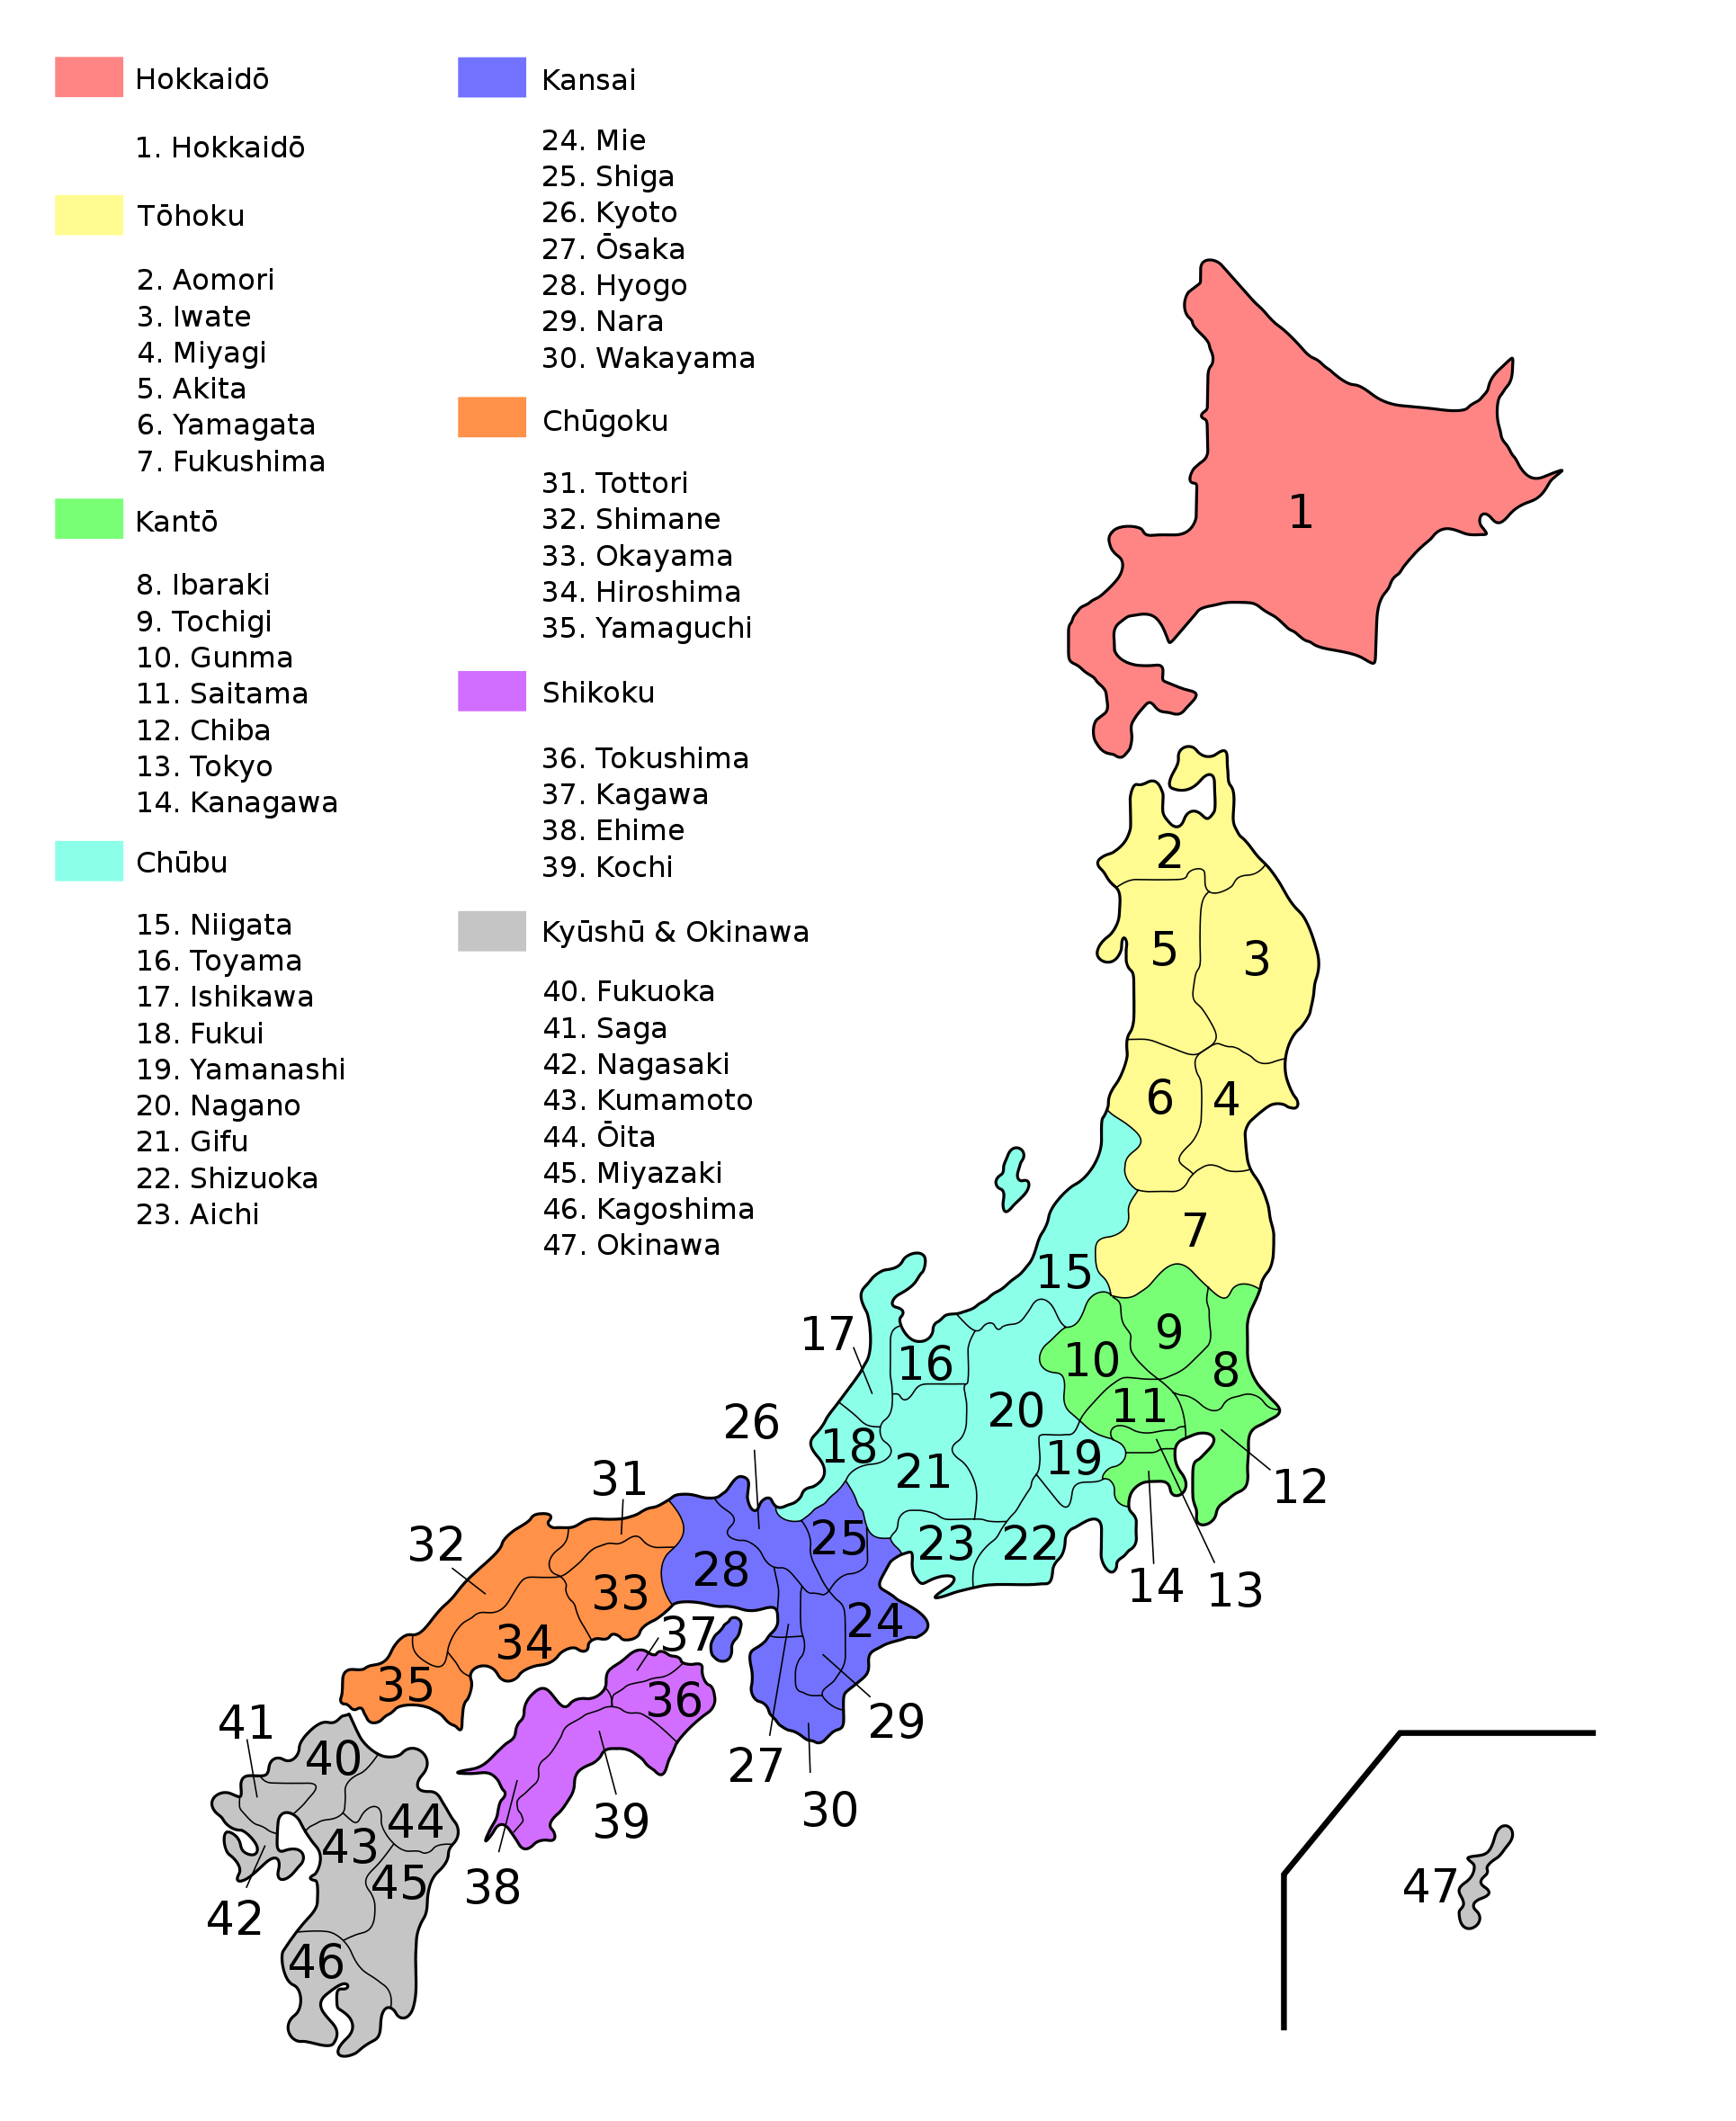 Hokkaidō
1. Hokkaidō
Tōhoku
2. Aomori
3. Iwate
4. Miyagi
5. Akita
6. Yamagata
7. Fukushima
Kantō
8. Ibaraki
9. Tochigi
10. Gunma
11. Saitama
12. Chiba
13. Tokyo
14. Kanagawa
Chūbu
15. Niigata
16. Toyama
17. Ishikawa
18. Fukui
19. Yamanashi
20. Nagano
21. Gifu
22. Shizuoka
23. Aichi
Kansai
24. Mie
25. Shiga
26. Kyoto
27. Ōsaka
28. Hyogo
29. Nara
30. Wakayama
Chūgoku
31. Tottori
32. Shimane
33. Okayama
34. Hiroshima
35. Yamaguchi
Shikoku
36. Tokushima
37. Kagawa
38. Ehime
39. Kochi
Kyūshū & Okinawa
40. Fukuoka
41. Saga
42. Nagasaki
43. Kumamoto
44. Ōita
45. Miyazaki
46. Kagoshima
47. Okinawa
1
2
5
3
6
4
7
15
17
16
10
9
8
20
11
26
18
21
19
12
31
32
25
23
22
28
14
13
33
24
34
37
35
36
29
41
40
27
30
44
39
43
45
38
47
42
46